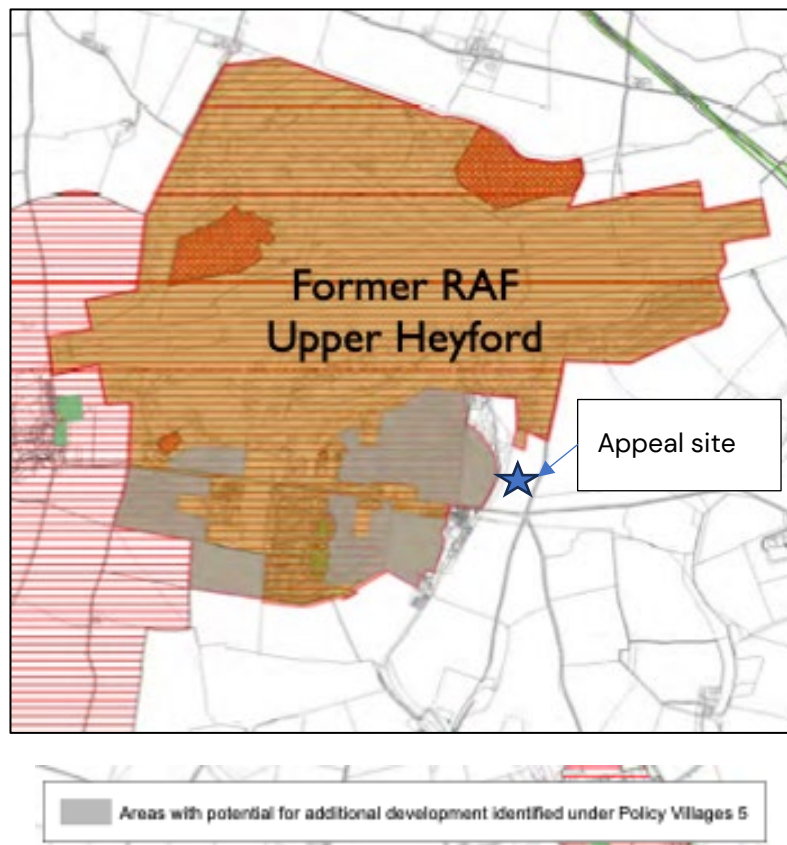 Former RAF
Upper Heyford
Appeal site
Areas with potential for additional development identified under Policy Villages 5